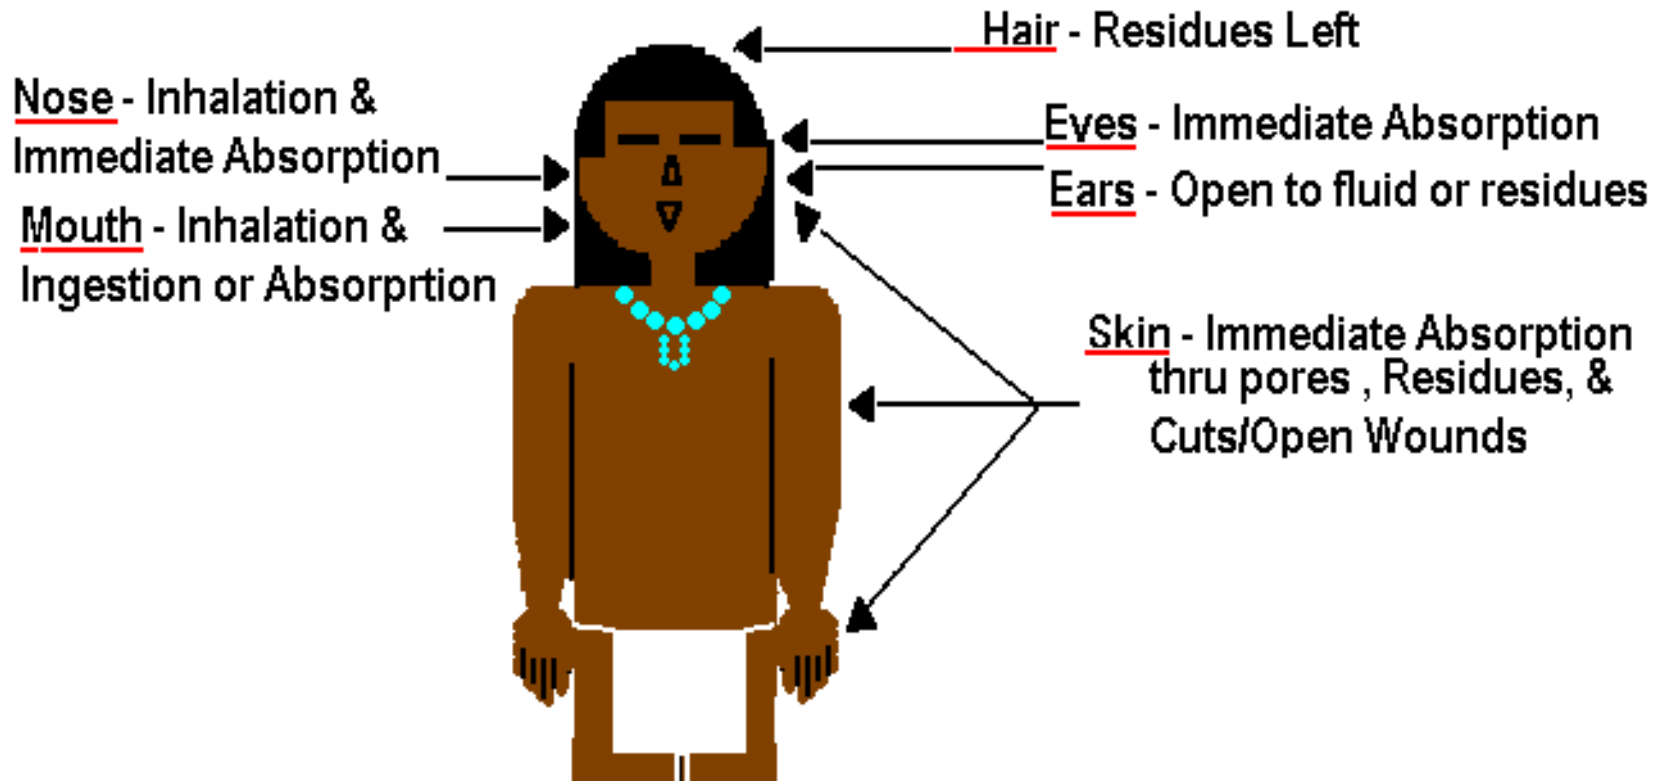 Hair - Residues Left
Nose - Inhalation &
Immediate Absorption
Mouth - Inhalation &
Ingestion or Absorprtion
Eyes - Immediate Absorption
Ears - Open to fluid or residues
Skin - Immediate Absorption
thru pores , Residues, &
Cuts/Open Wounds